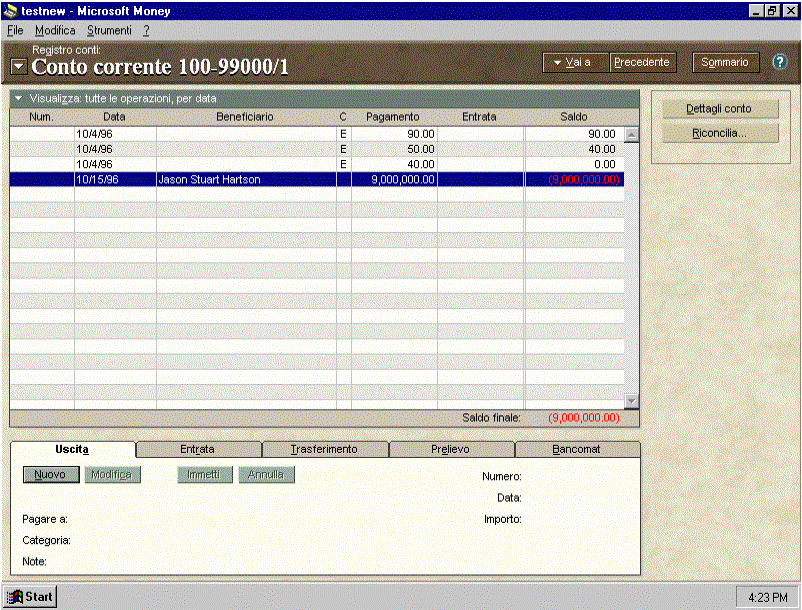 testnew - Microsoft Money
File Modifica Strumenti ?
Registro conti:
Conto corrente 100-99000/1
Vai a Precedente Sommario ?
Visualizza: tutte le operazioni, per data
Num. Data Beneficiario C Pagamento Entrata Saldo
10/4/96 E 90.00 90.00
10/4/96 E 50.00 40.00
10/4/96 E 40.00 0.00
10/15/96 Jason Stuart Hartson 9,000,000.00 (9,000,000.00)
Saldo finale: (9,000,000.00)
Dettagli conto
Riconcilia...
Uscita Entrata Trasferimento Prelievo Bancomat
Nuovo Modifica Immetti Annulla
Numero:
Data:
Pagare a: Importo:
Categoria:
Note:
Start 4:23 PM